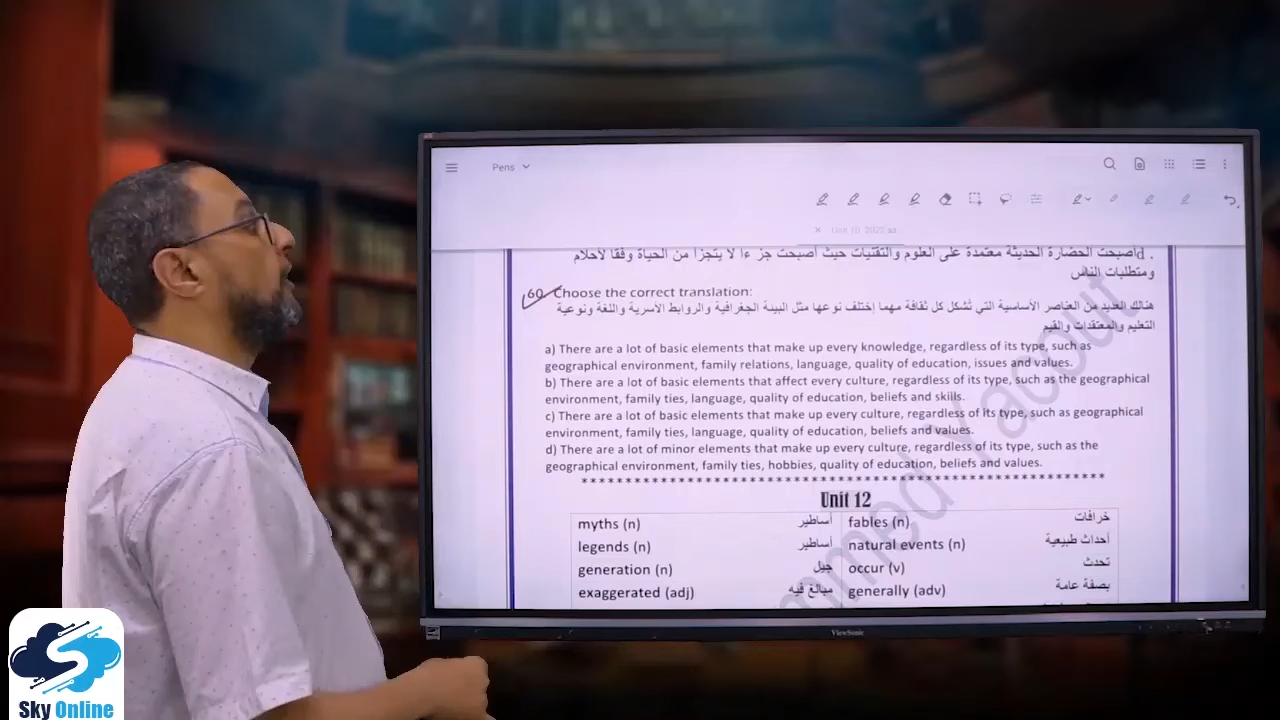 Pens
Unit 10, 2022
d. أصبحت الحضارة الحديثة معتمدة على العلوم والتقنيات حيث أصبحت جزءا لا يتجزأ من الحياة وفقا لأحلام
ومتطلبات الناس
60. Choose the correct translation:
هنالك العديد من العناصر الأساسية التي تُشكل كل ثقافة مهما إختلف نوعها مثل البيئة الجغرافية والروابط الأسرية واللغة ونوعية
التعليم والمعتقدات والقيم
a) There are a lot of basic elements that make up every knowledge, regardless of its type, such as
geographical environment, family relations, language, quality of education, issues and values.
b) There are a lot of basic elements that affect every culture, regardless of its type, such as the geographical
environment, family ties, language, quality of education, beliefs and skills.
c) There are a lot of basic elements that make up every culture, regardless of its type, such as geographical
environment, family ties, language, quality of education, beliefs and values.
d) There are a lot of minor elements that make up every culture, regardless of its type, such as the
geographical environment, family ties, hobbies, quality of education, beliefs and values.
Unit 12
myths (n) أساطير fables (n) خرافات
legends (n) أساطير natural events (n) أحداث طبيعية
generation (n) جيل occur (v) تحدث
exaggerated (adj) مبالغ فيه generally (adv) بصفة عامة
Yacout
ViewSonic
Sky Online